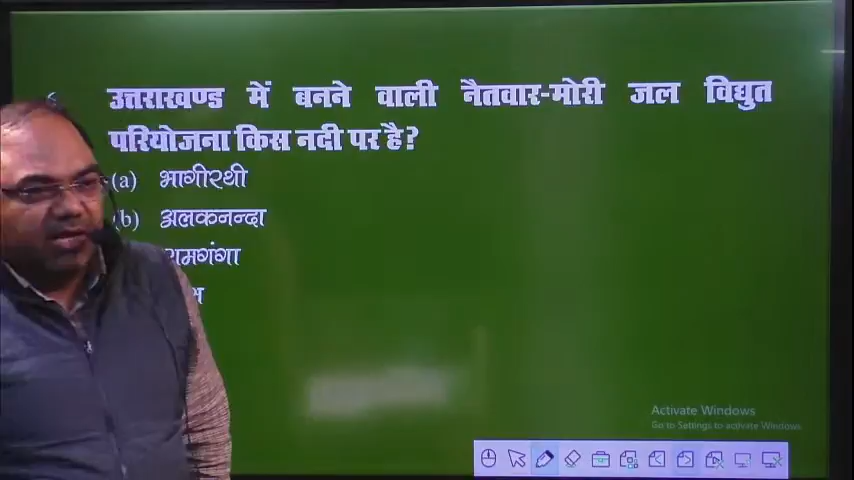 उत्तराखण्ड में बनने वाली नैतवार-मोरी जल विद्युत
परियोजना किस नदी पर है?
(a) भागीरथी
(b) अलकनन्दा
Activate Windows
Go to Settings to activate Windows.